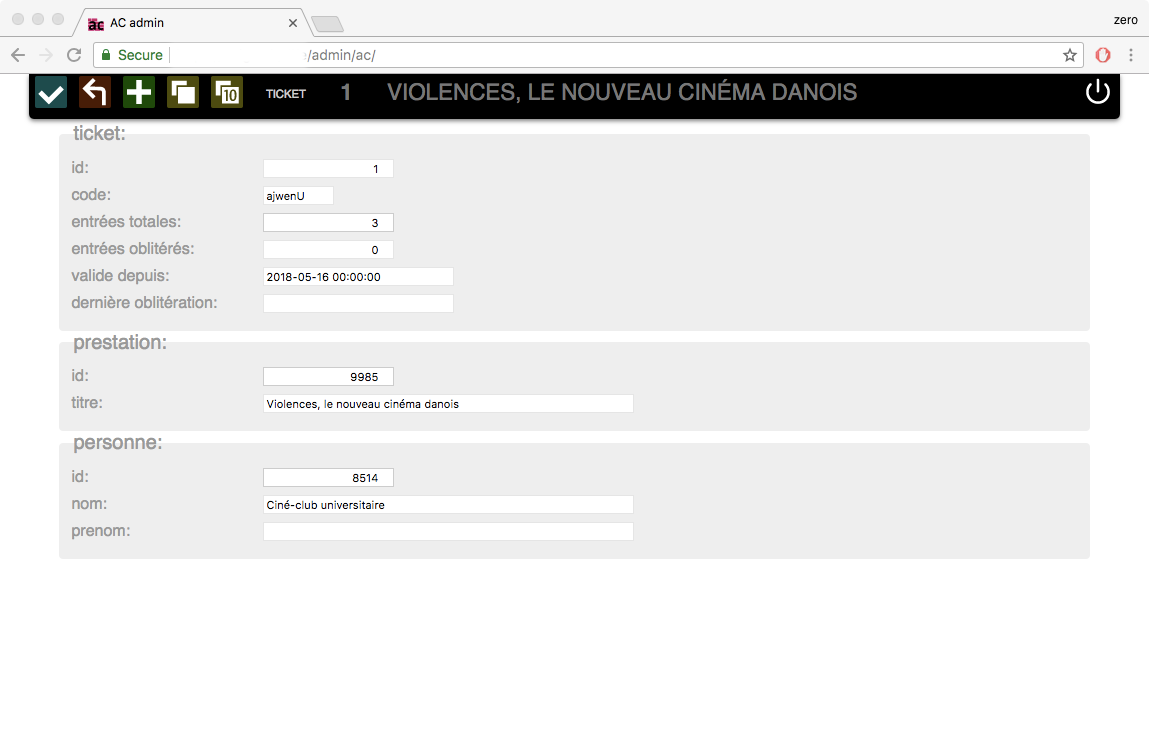 ac AC admin
zero
Secure /admin/ac/
10 TICKET 1 VIOLENCES, LE NOUVEAU CINÉMA DANOIS
ticket:
id: 1
code: ajwenU
entrées totales: 3
entrées oblitérés: 0
valide depuis: 2018-05-16 00:00:00
dernière oblitération:
prestation:
id: 9985
titre: Violences, le nouveau cinéma danois
personne:
id: 8514
nom: Ciné-club universitaire
prenom: